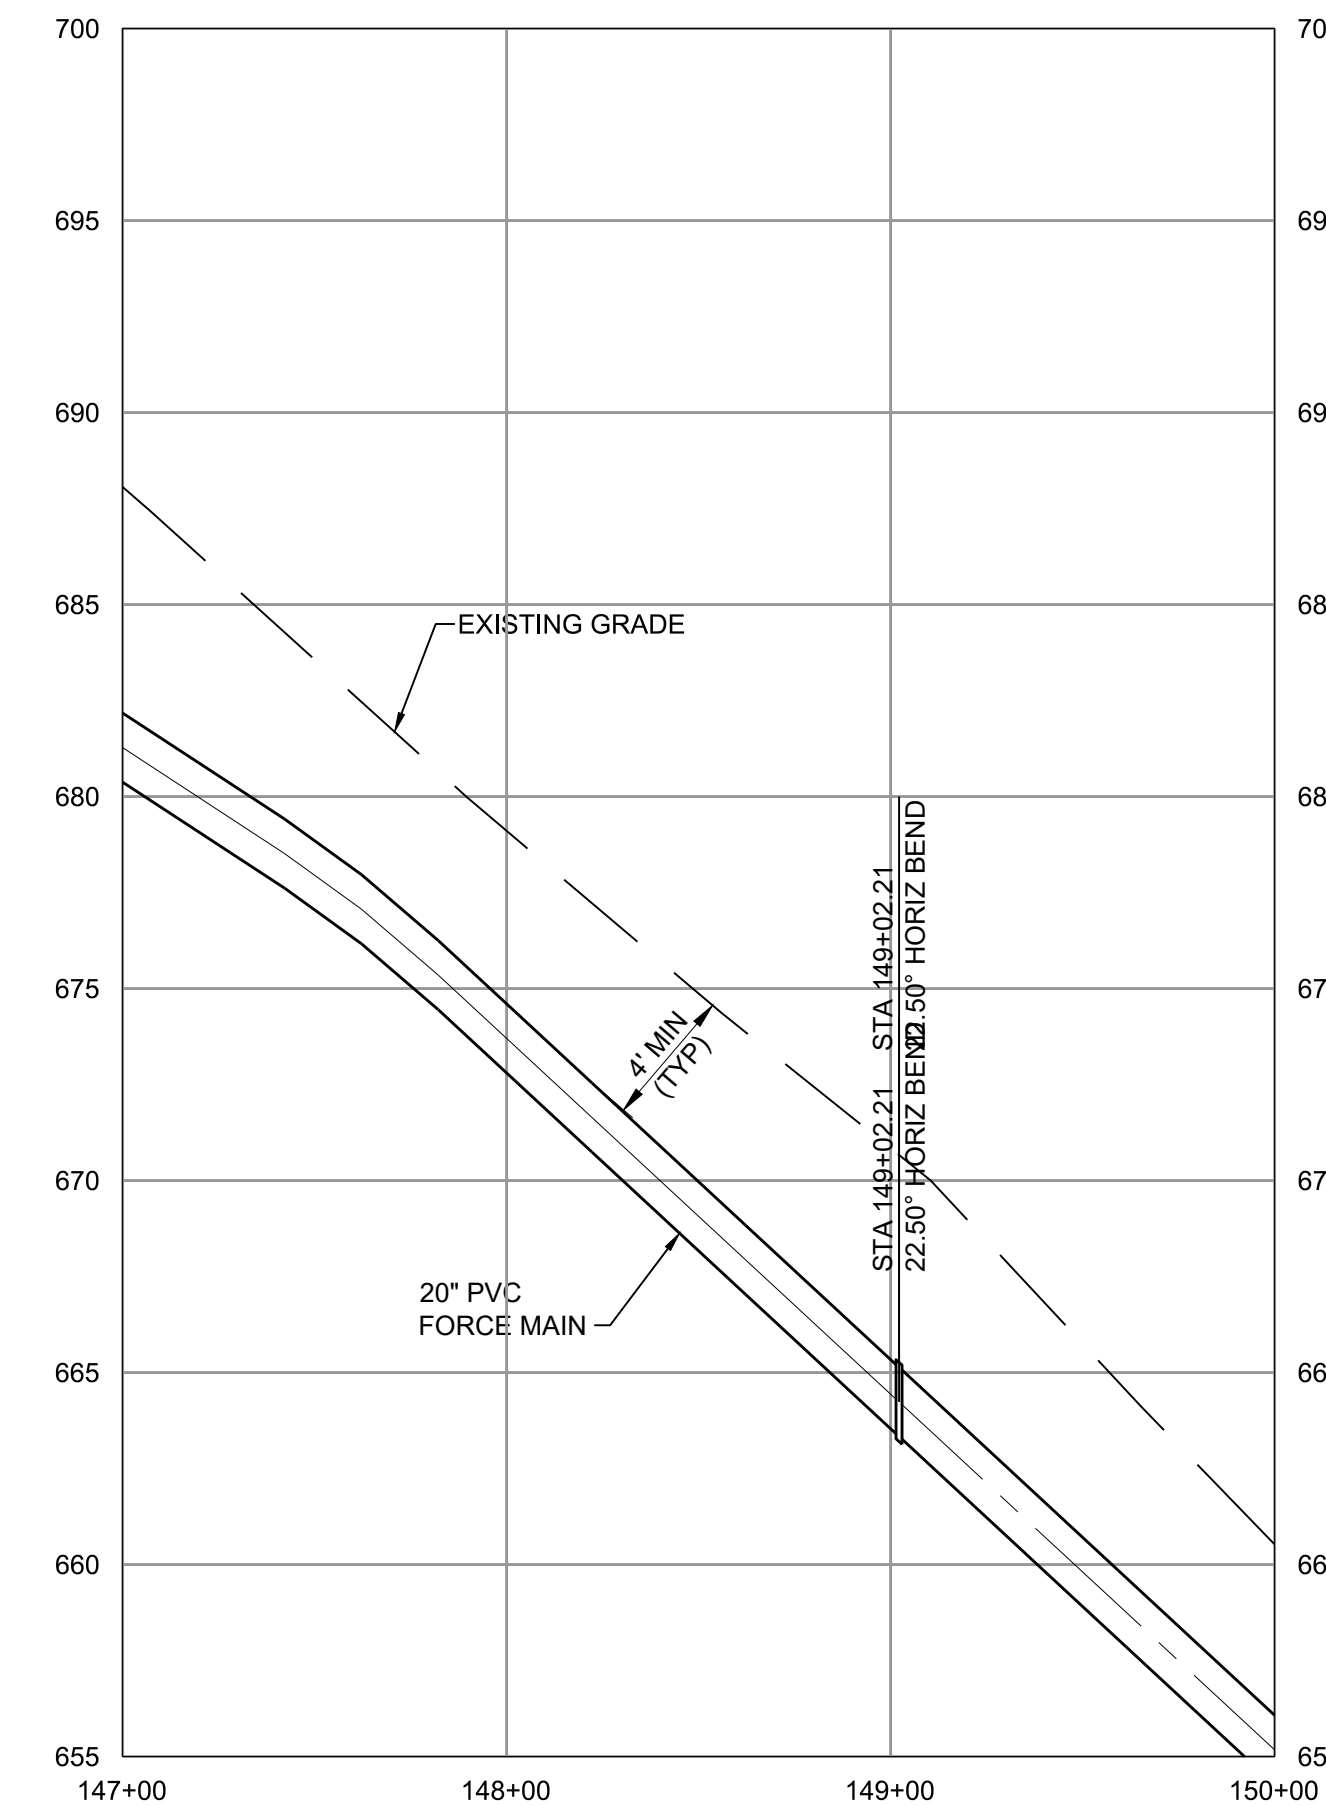 700
70
695
69
690
69
685
68
EXISTING GRADE
680
68
STA 149+02.21
22.50° HORIZ BEND
675
67
4' MIN
(TYP)
STA 149+02.21
22.50° HORIZ BEND
670
67
20" PVC
FORCE MAIN
665
66
660
66
655
65
147+00
148+00
149+00
150+00